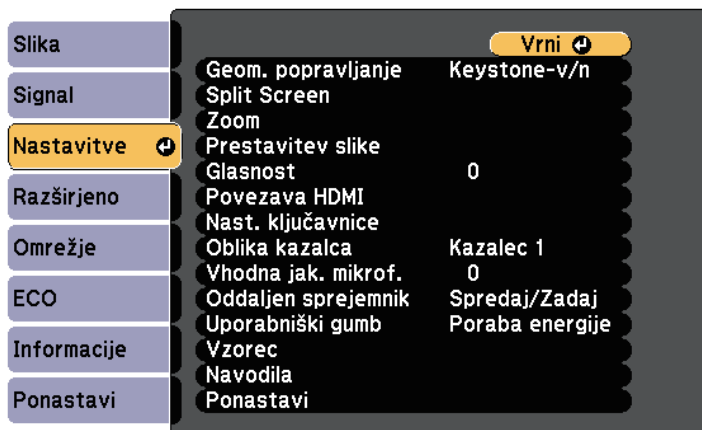 Slika
Signal
Nastavitve
Razširjeno
Omrežje
ECO
Informacije
Ponastavi
Vrni
Geom. popravljanje Keystone-v/n
Split Screen
Zoom
Prestavitev slike
Glasnost 0
Povezava HDMI
Nast. ključavnice
Oblika kazalca Kazalec 1
Vhodna jak. mikrof. 0
Oddaljen sprejemnik Spredaj/Zadaj
Uporabniški gumb Poraba energije
Vzorec
Navodila
Ponastavi